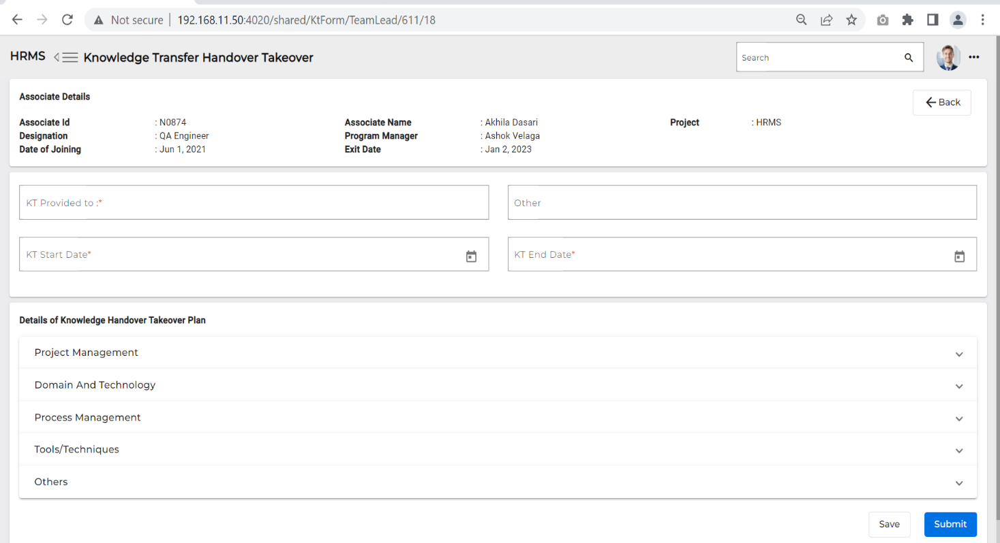 Not secure 192.168.11.50:4020/shared/KtForm/TeamLead/611/18
HRMS Knowledge Transfer Handover Takeover Search
Associate Details
Back
Associate Id : N0874 Associate Name : Akhila Dasari Project : HRMS
Designation : QA Engineer Program Manager : Ashok Velaga
Date of Joining : Jun 1, 2021 Exit Date : Jan 2, 2023
KT Provided to :* Other
KT Start Date* KT End Date*
Details of Knowledge Handover Takeover Plan
Project Management
Domain And Technology
Process Management
Tools/Techniques
Others
Save Submit